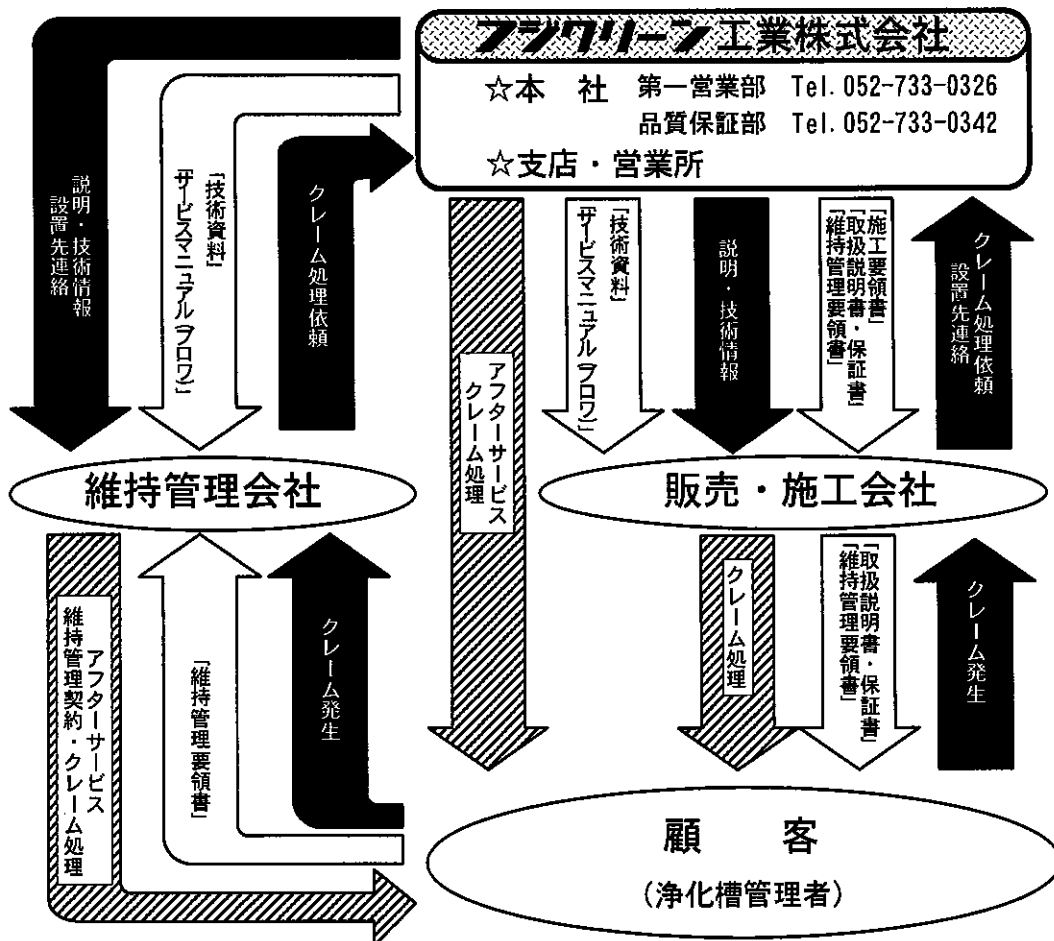 フジクリーン工業株式会社
☆本 社 第一営業部 Tel. 052-733-0326
品質保証部 Tel. 052-733-0342
☆支店・営業所
説明・技術情報
設置先連絡
「技術資料」
「サービスマニュアル(ブロワ)」
クレーム処理依頼
アフターサービス
クレーム処理
「技術資料」
「サービスマニュアル(ブロワ)」
説明・技術情報
「施工要領書」
「取扱説明書・保証書」
「維持管理要領書」
クレーム処理依頼
設置先連絡
維持管理会社
販売・施工会社
アフターサービス
維持管理契約・クレーム処理
「維持管理要領書」
クレーム発生
クレーム処理
「取扱説明書・保証書」
「維持管理要領書」
クレーム発生
顧 客
(浄化槽管理者)